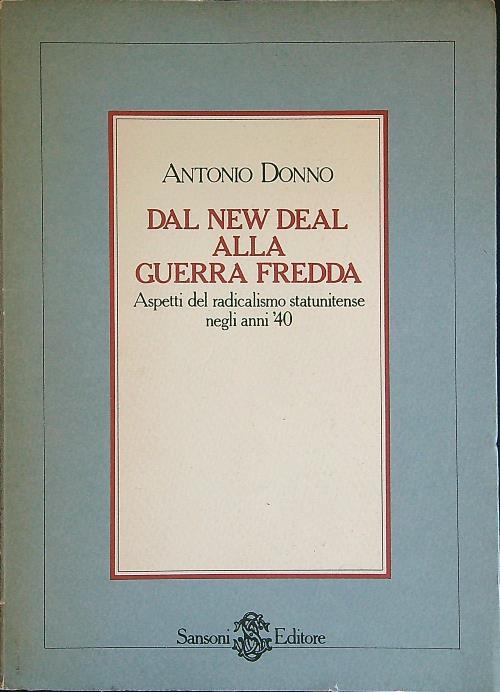 ANTONIO DONNO
DAL NEW DEAL
ALLA
GUERRA FREDDA
Aspetti del radicalismo statunitense
negli anni '40
Sansoni Editore